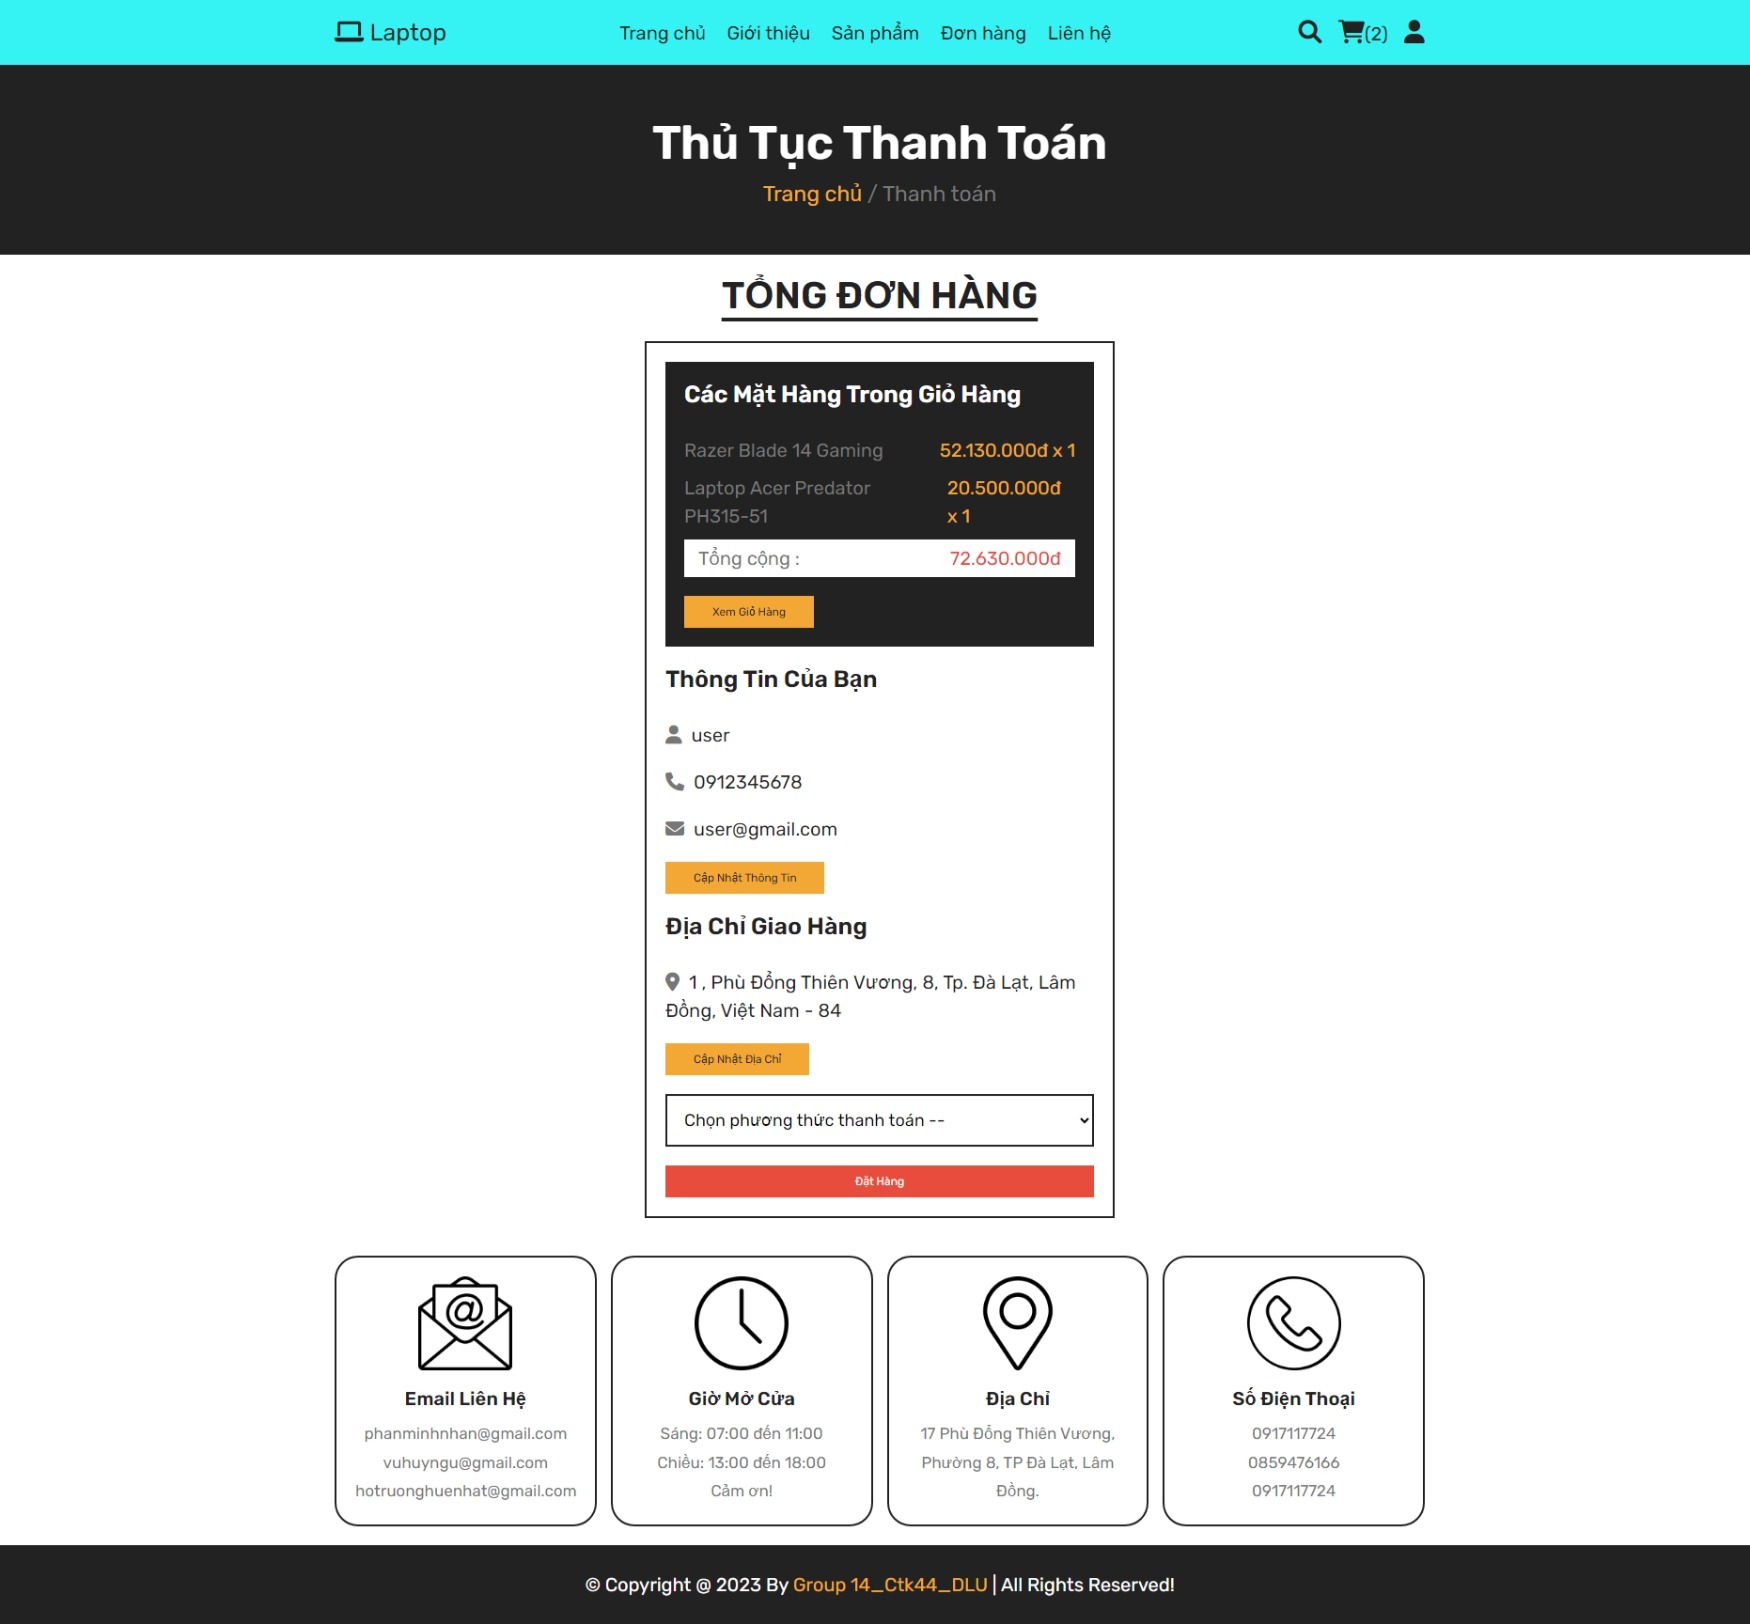 Laptop
Trang chủ Giới thiệu Sản phẩm Đơn hàng Liên hệ
(2)
Thủ Tục Thanh Toán
Trang chủ / Thanh toán
TỔNG ĐƠN HÀNG
Các Mặt Hàng Trong Giỏ Hàng
Razer Blade 14 Gaming 52.130.000đ x 1
Laptop Acer Predator 20.500.000đ
PH315-51 x 1
Tổng cộng : 72.630.000đ
Xem Giỏ Hàng
Thông Tin Của Bạn
user
0912345678
user@gmail.com
Cập Nhật Thông Tin
Địa Chỉ Giao Hàng
1 , Phù Đổng Thiên Vương, 8, Tp. Đà Lạt, Lâm
Đồng, Việt Nam - 84
Cập Nhật Địa Chỉ
Chọn phương thức thanh toán --
Đặt Hàng
Email Liên Hệ
phanminhnhan@gmail.com
vuhuyngu@gmail.com
hotruonghuenhat@gmail.com
Giờ Mở Cửa
Sáng: 07:00 đến 11:00
Chiều: 13:00 đến 18:00
Cảm ơn!
Địa Chỉ
17 Phù Đổng Thiên Vương,
Phường 8, TP Đà Lạt, Lâm
Đồng.
Số Điện Thoại
0917117724
0859476166
0917117724
© Copyright @ 2023 By Group 14_Ctk44_DLU | All Rights Reserved!